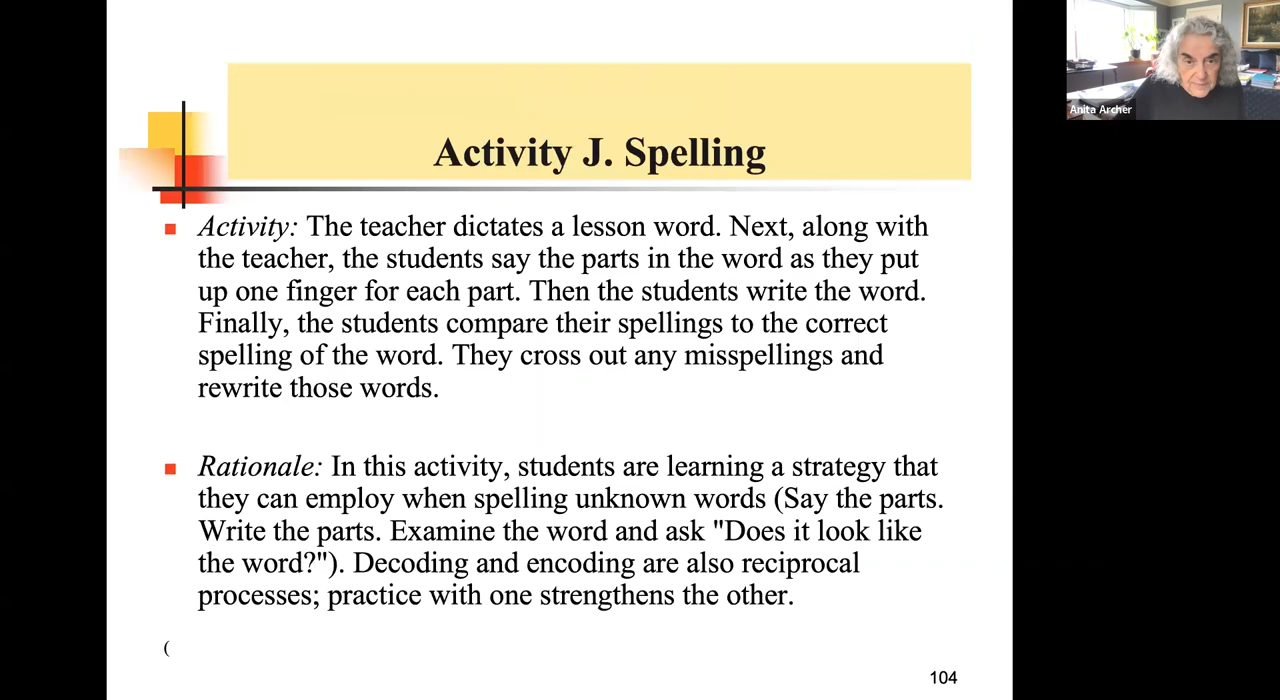 Activity J. Spelling
Activity: The teacher dictates a lesson word. Next, along with
the teacher, the students say the parts in the word as they put
up one finger for each part. Then the students write the word.
Finally, the students compare their spellings to the correct
spelling of the word. They cross out any misspellings and
rewrite those words.
Rationale: In this activity, students are learning a strategy that
they can employ when spelling unknown words (Say the parts.
Write the parts. Examine the word and ask "Does it look like
the word?"). Decoding and encoding are also reciprocal
processes; practice with one strengthens the other.
(
104
Anita Archer